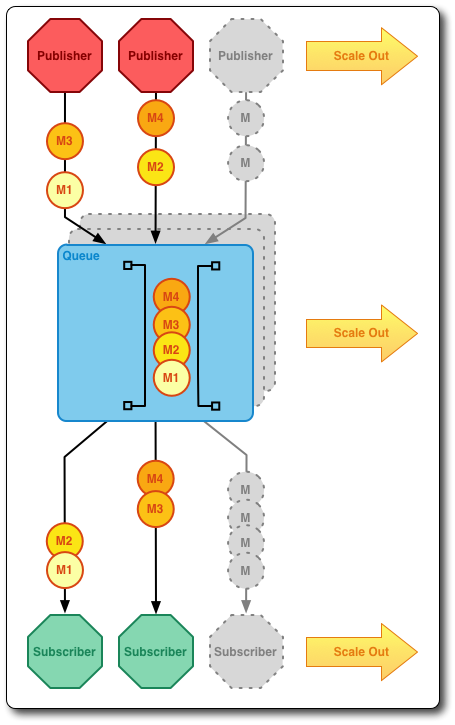 Publisher Publisher Publisher Scale Out
M4 M
M3
M2 M
M1
Queue
M4
M3
M2
M1
Scale Out
M4 M
M3 M
M2 M
M1 M
Subscriber Subscriber Subscriber Scale Out